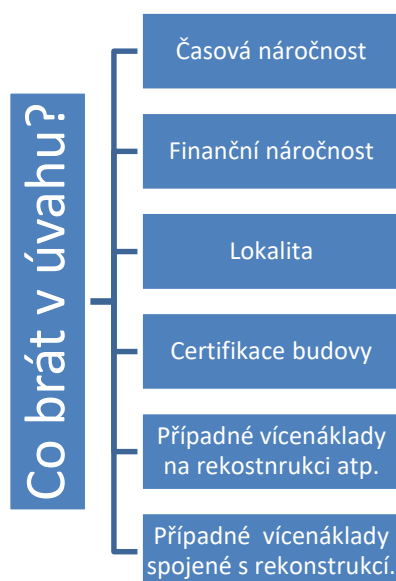 Co brát v úvahu?
Časová náročnost
Finanční náročnost
Lokalita
Certifikace budovy
Případné vícenáklady
na rekostnrukci atp.
Případné vícenáklady
spojené s rekonstrukcí.